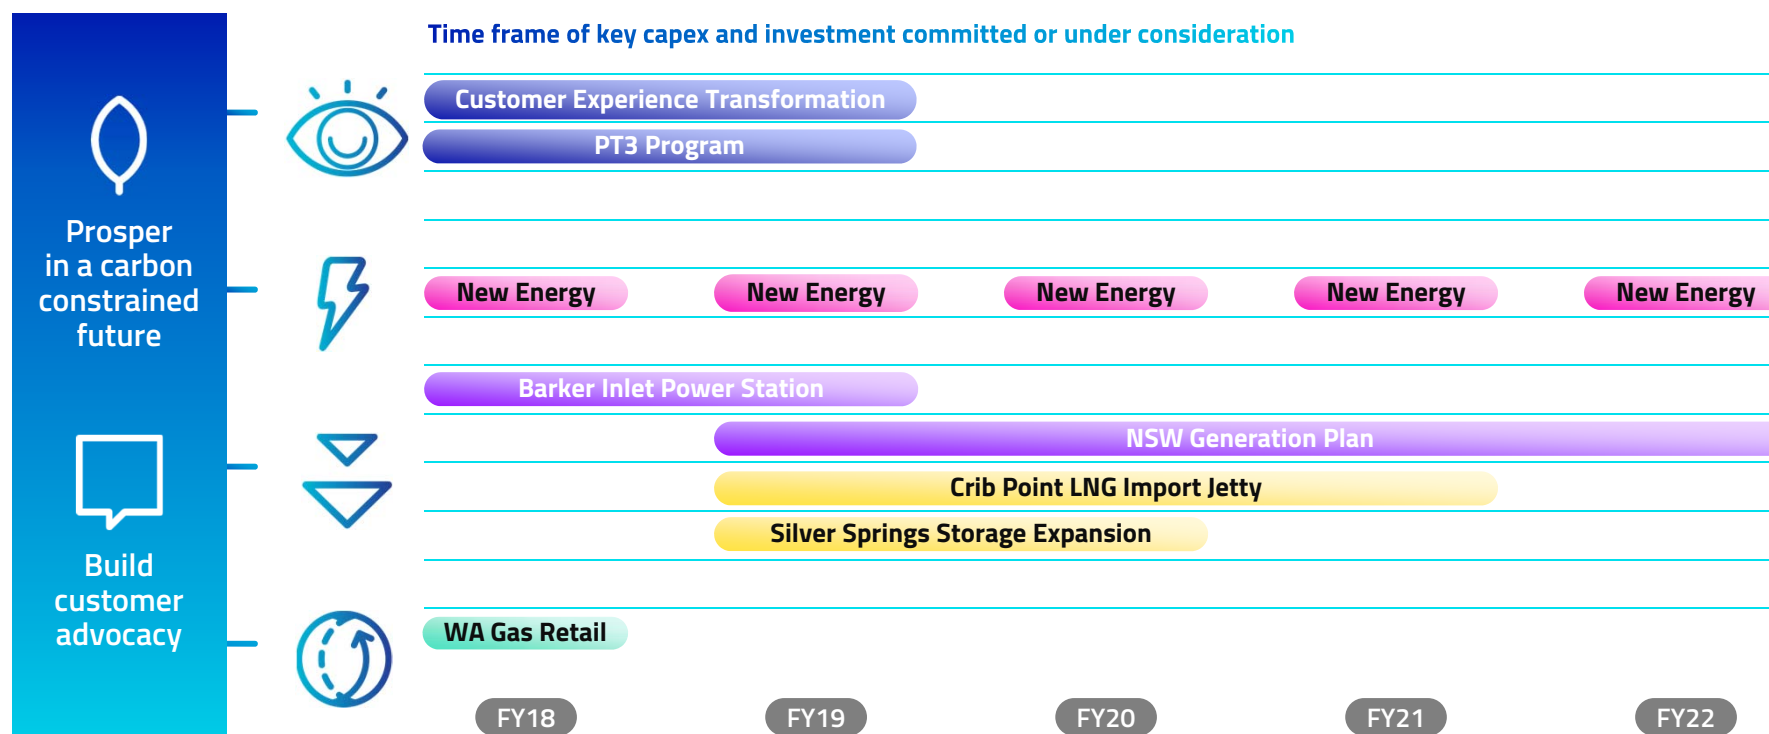 Time frame of key capex and investment committed or under consideration
Prosper
in a carbon
constrained
future
Build
customer
advocacy
Customer Experience Transformation
PT3 Program
New Energy New Energy New Energy New Energy New Energy
Barker Inlet Power Station
NSW Generation Plan
Crib Point LNG Import Jetty
Silver Springs Storage Expansion
WA Gas Retail
FY18 FY19 FY20 FY21 FY22